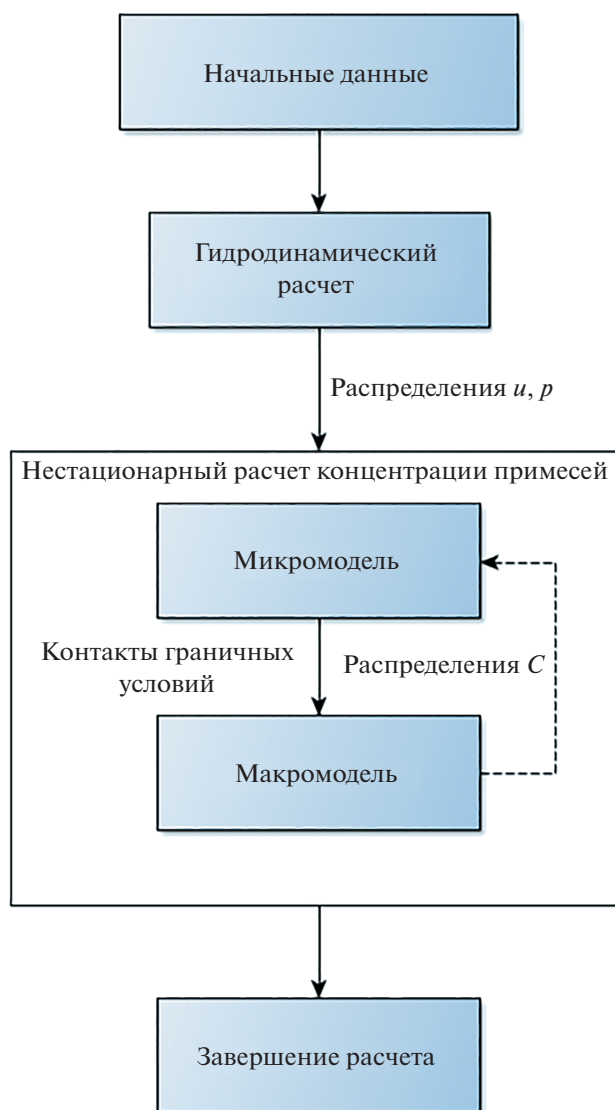 Начальные данные
Гидродинамический
расчет
Распределения u, p
Нестационарный расчет концентрации примесей
Микромодель
Контакты граничных
условий
Распределения C
Макромодель
Завершение расчета